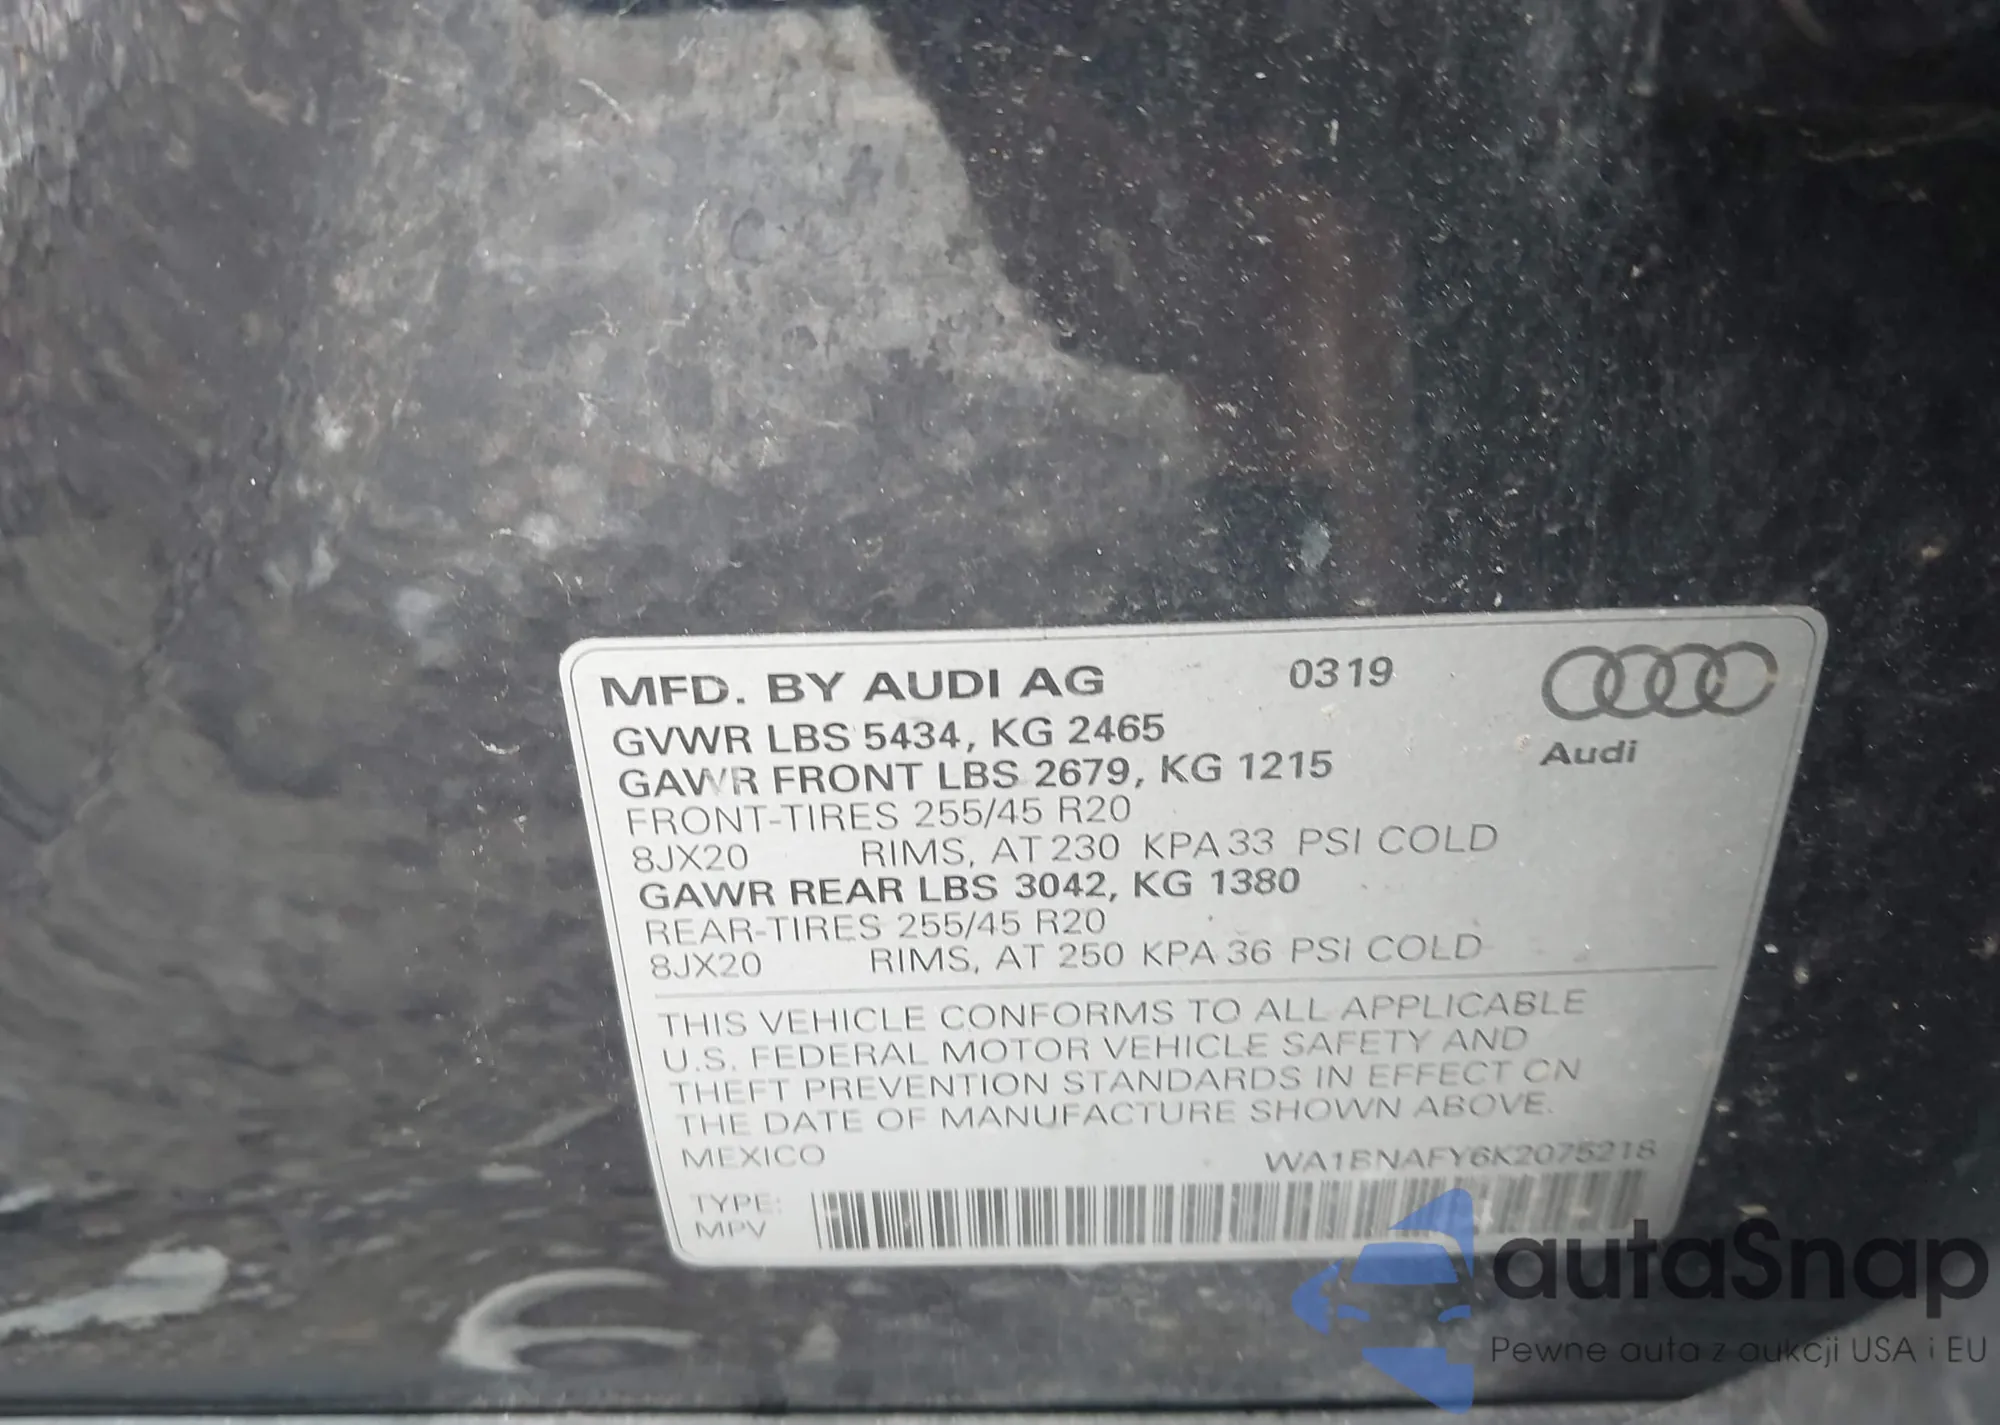 MFD. BY AUDI AG 0319
GVWR LBS 5434, KG 2465
GAWR FRONT LBS 2679, KG 1215
Audi
FRONT-TIRES 255/45 R20
8JX20 RIMS, AT 230 KPA 33 PSI COLD
GAWR REAR LBS 3042, KG 1380
REAR-TIRES 255/45 R20
8JX20 RIMS, AT 250 KPA 36 PSI COLD
THIS VEHICLE CONFORMS TO ALL APPLICABLE
U.S. FEDERAL MOTOR VEHICLE SAFETY AND
THEFT PREVENTION STANDARDS IN EFFECT ON
THE DATE OF MANUFACTURE SHOWN ABOVE.
MEXICO WA1BNAFY6K2075218
TYPE:
MPV
autaSnap
Pewne auta z aukcji USA i EU